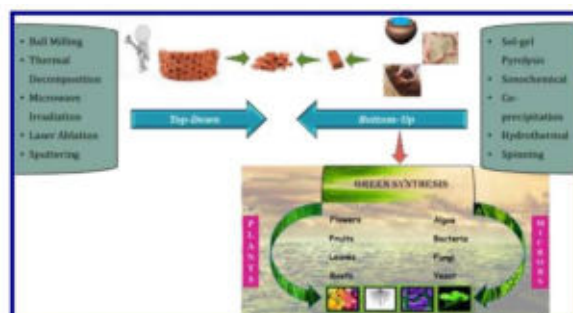 • Ball Milling
• Thermal
Decomposition
• Microwave
Irradiation
• Laser Ablation
• Sputtering
Top-Down
Bottom-Up
• Sol-gel
Pyrolysis
• Sonochemical
• Co-
precipitation
• Hydrothermal
• Spinning
GREEN SYNTHESIS
PLANTS
Flowers
Fruits
Leaves
Roots
Algae
Bacteria
Fungi
Yeast